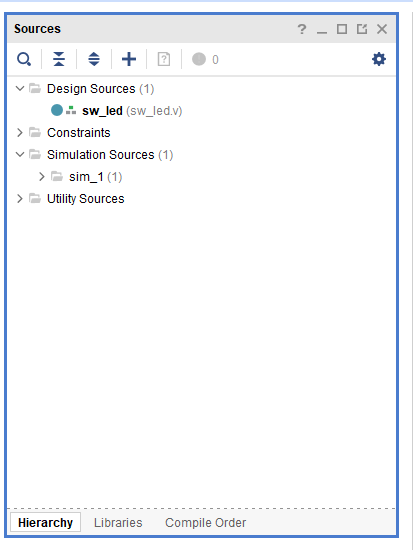 Sources
? 
0
Design Sources (1)
sw_led (sw_led.v)
Constraints
Simulation Sources (1)
sim_1 (1)
Utility Sources
Hierarchy Libraries Compile Order